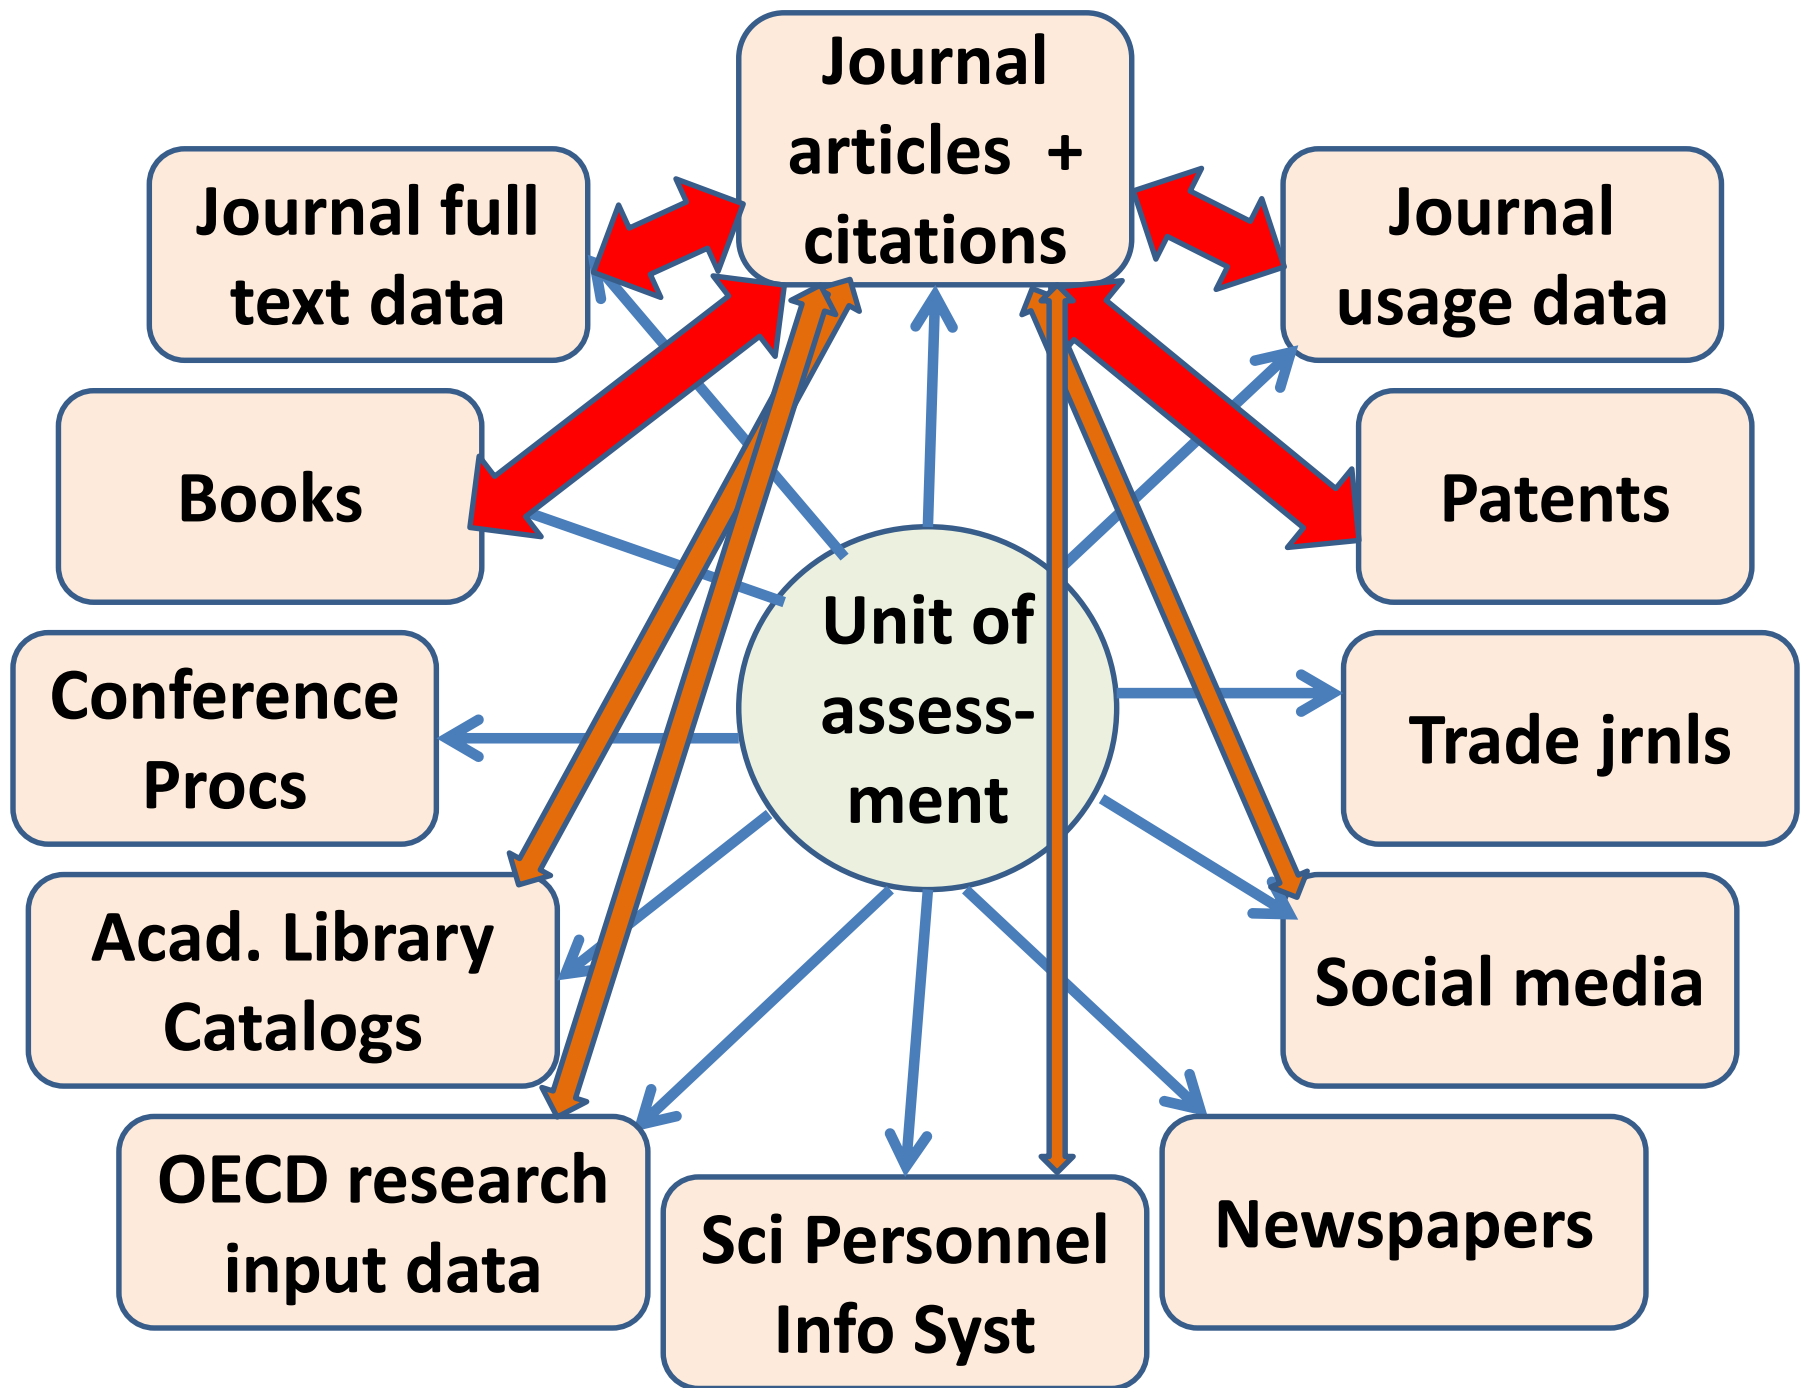 Journal
articles +
citations
Journal full
text data
Journal
usage data
Books
Patents
Unit of
assess-
ment
Conference
Procs
Trade jrnls
Acad. Library
Catalogs
Social media
OECD research
input data
Sci Personnel
Info Syst
Newspapers